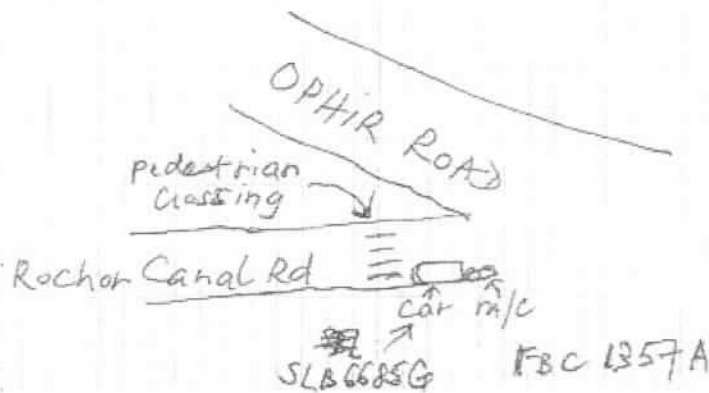 OPHIR ROAD
pedestrian
crossing
Rochor Canal Rd
car m/c
SLB6685G
FBC 1357A